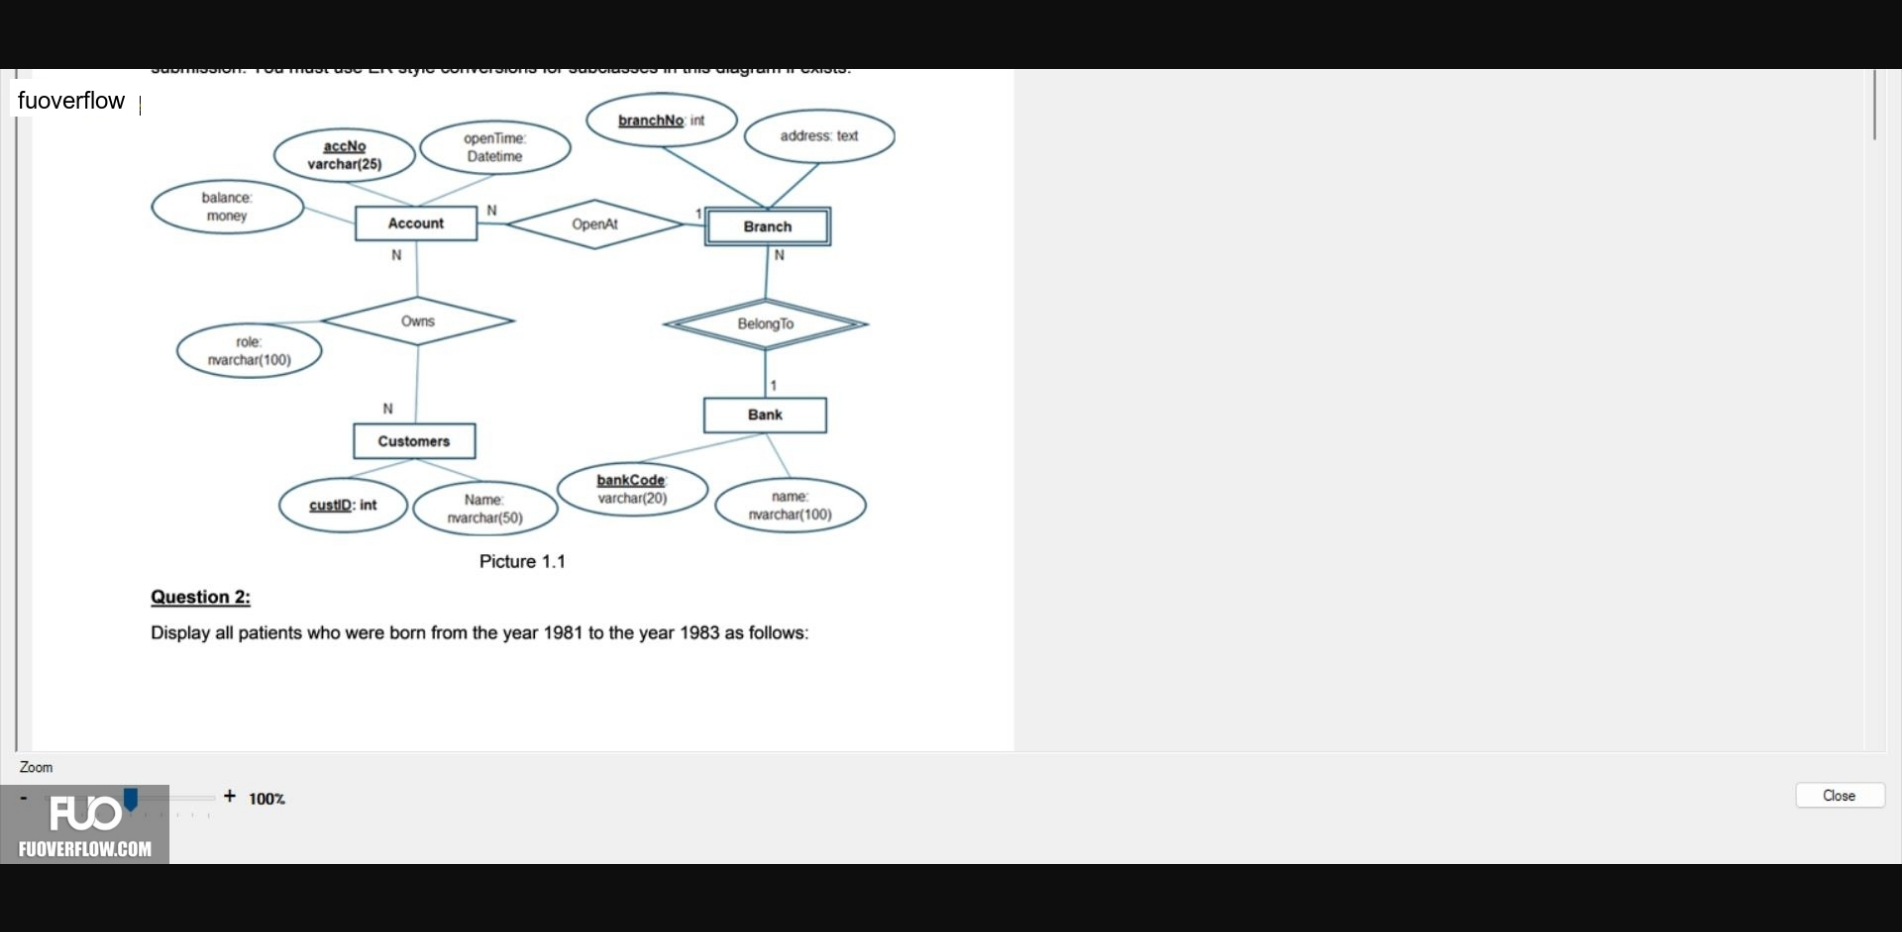 submission. You must use ER style conversions for subclasses in this diagram if exists.
fuoverflow
branchNo: int
address: text
openTime:
Datetime
accNo
varchar(25)
balance:
money
Account
N
OpenAt
1
Branch
N
N
Owns
BelongTo
role:
nvarchar(100)
1
N
Bank
Customers
bankCode:
varchar(20)
name:
nvarchar(100)
custID: int
Name:
nvarchar(50)
Picture 1.1
Question 2:
Display all patients who were born from the year 1981 to the year 1983 as follows:
Zoom
- + 100%
Close
FUO
FUOVERFLOW.COM